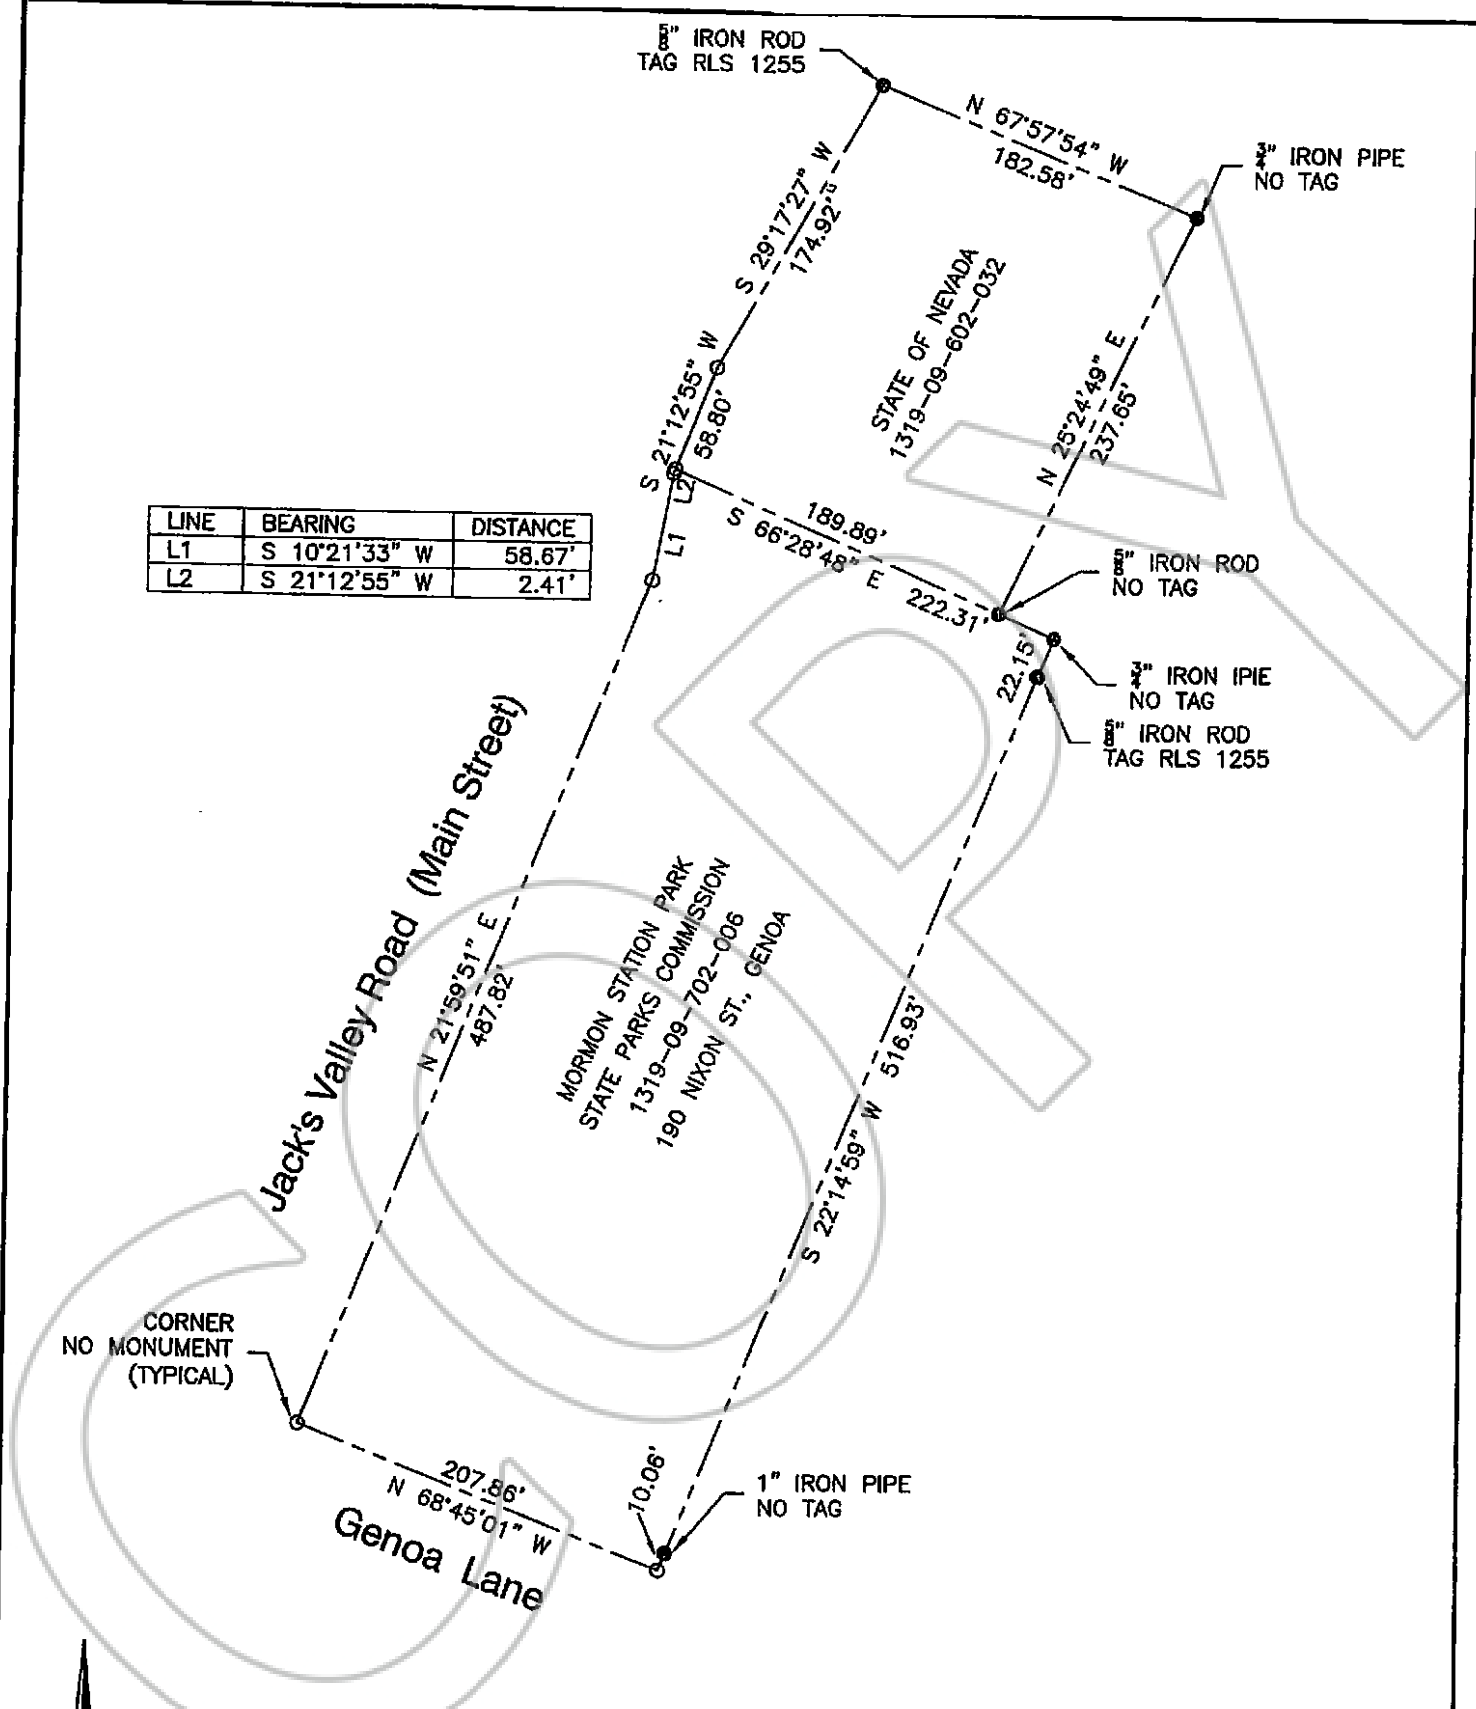 ⅝" IRON ROD
TAG RLS 1255
N 67°57'54" W
182.58'
¾" IRON PIPE
NO TAG
S 29°17'27" W
174.92'
STATE OF NEVADA
1319-09-602-032
N 25°24'49" E
237.65'
S 21°12'55" W
58.80'
L2
L1
189.89'
S 66°28'48" E
222.31'
LINE BEARING DISTANCE
L1 S 10°21'33" W 58.67'
L2 S 21°12'55" W 2.41'
⅝" IRON ROD
NO TAG
22.15'
¾" IRON IPIE
NO TAG
⅝" IRON ROD
TAG RLS 1255
Jack's Valley Road (Main Street)
N 21°59'51" E
487.82'
MORMON STATION PARK
STATE PARKS COMMISSION
1319-09-702-006
190 NIXON ST., GENOA
S 22°14'59" W 516.93'
CORNER
NO MONUMENT
(TYPICAL)
207.86'
N 68°45'01" W
Genoa Lane
10.06'
1" IRON PIPE
NO TAG
COPY